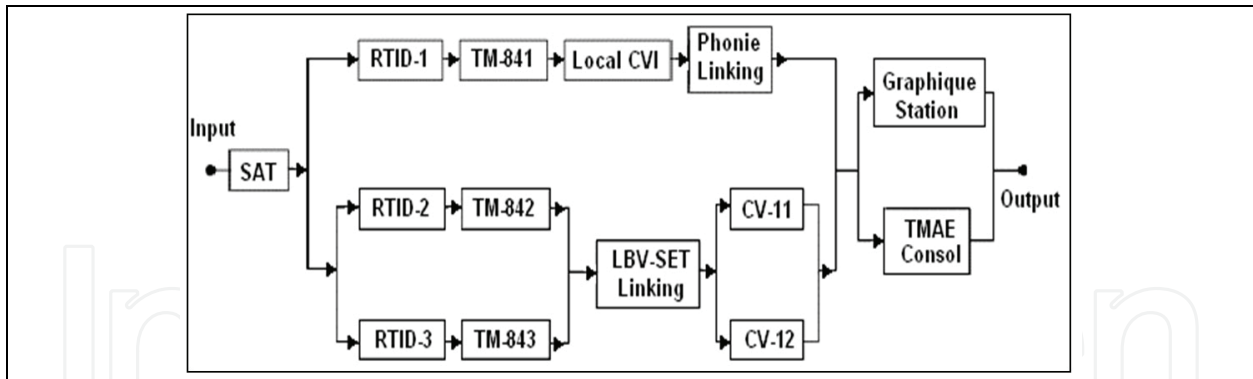 Input
SAT
RTID-1
TM-841
Local CVI
Phonie
Linking
RTID-2
TM-842
RTID-3
TM-843
LBV-SET
Linking
CV-11
CV-12
Graphique
Station
TMAE
Consol
Output